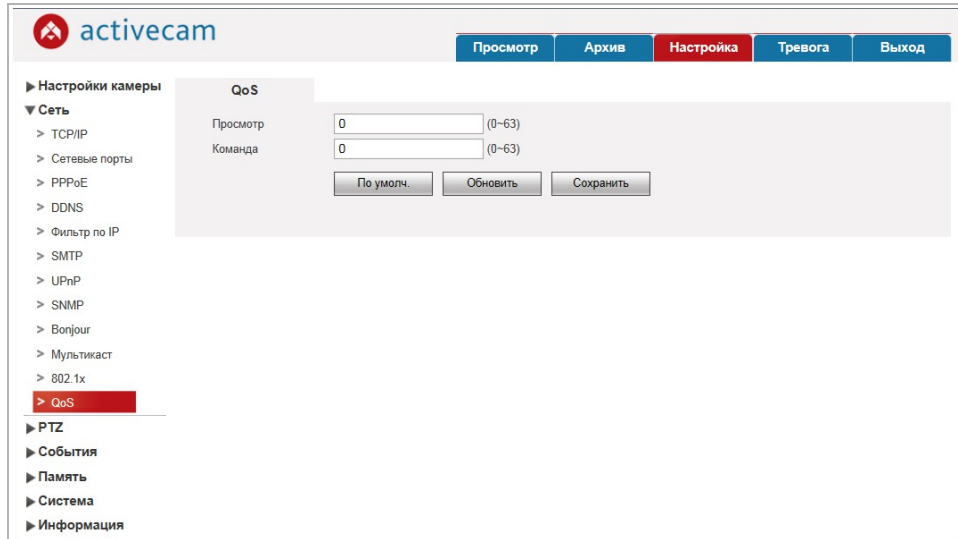 activecam
Просмотр Архив Настройка Тревога Выход
Настройки камеры
Сеть
> TCP/IP
> Сетевые порты
> PPPoE
> DDNS
> Фильтр по IP
> SMTP
> UPnP
> SNMP
> Bonjour
> Мультикаст
> 802.1x
> QoS
PTZ
События
Память
Система
Информация
QoS
Просмотр 0 (0~63)
Команда 0 (0~63)
По умолч. Обновить Сохранить